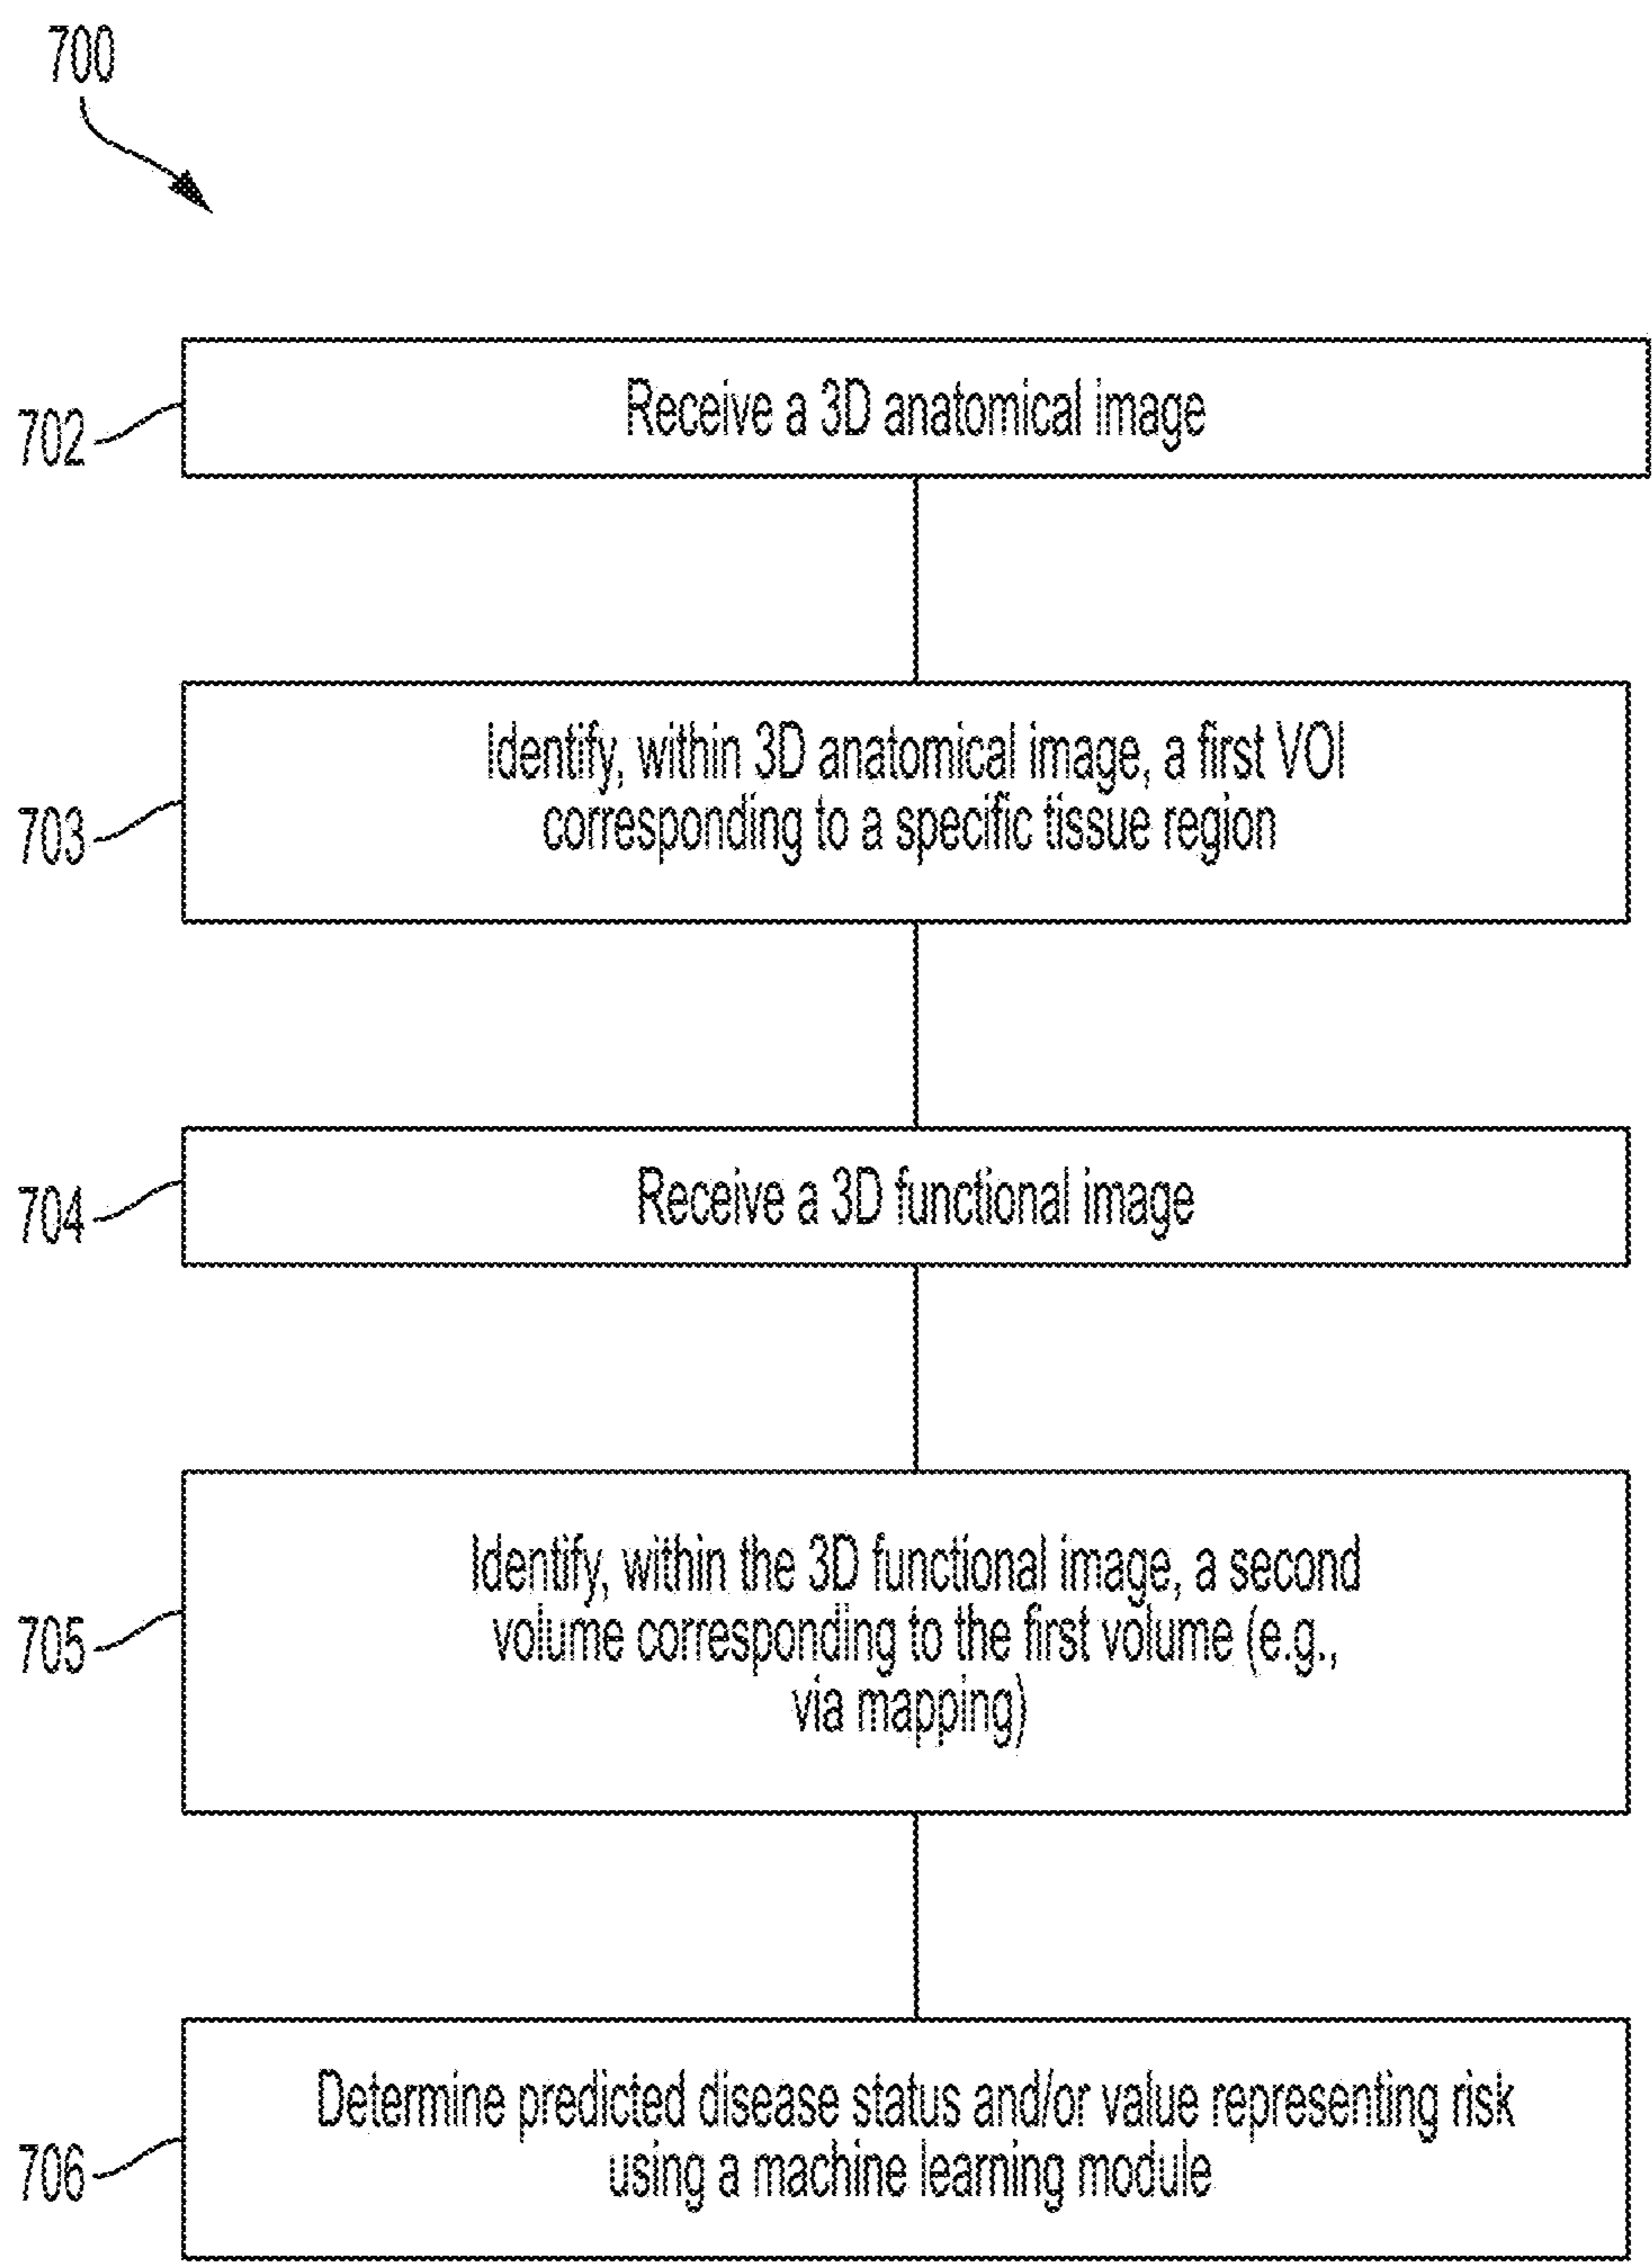 700
702
Receive a 3D anatomical image
703
Identify, within 3D anatomical image, a first VOI
corresponding to a specific tissue region
704
Receive a 3D functional image
705
Identify, within the 3D functional image, a second
volume corresponding to the first volume (e.g.,
via mapping)
706
Determine predicted disease status and/or value representing risk
using a machine learning module